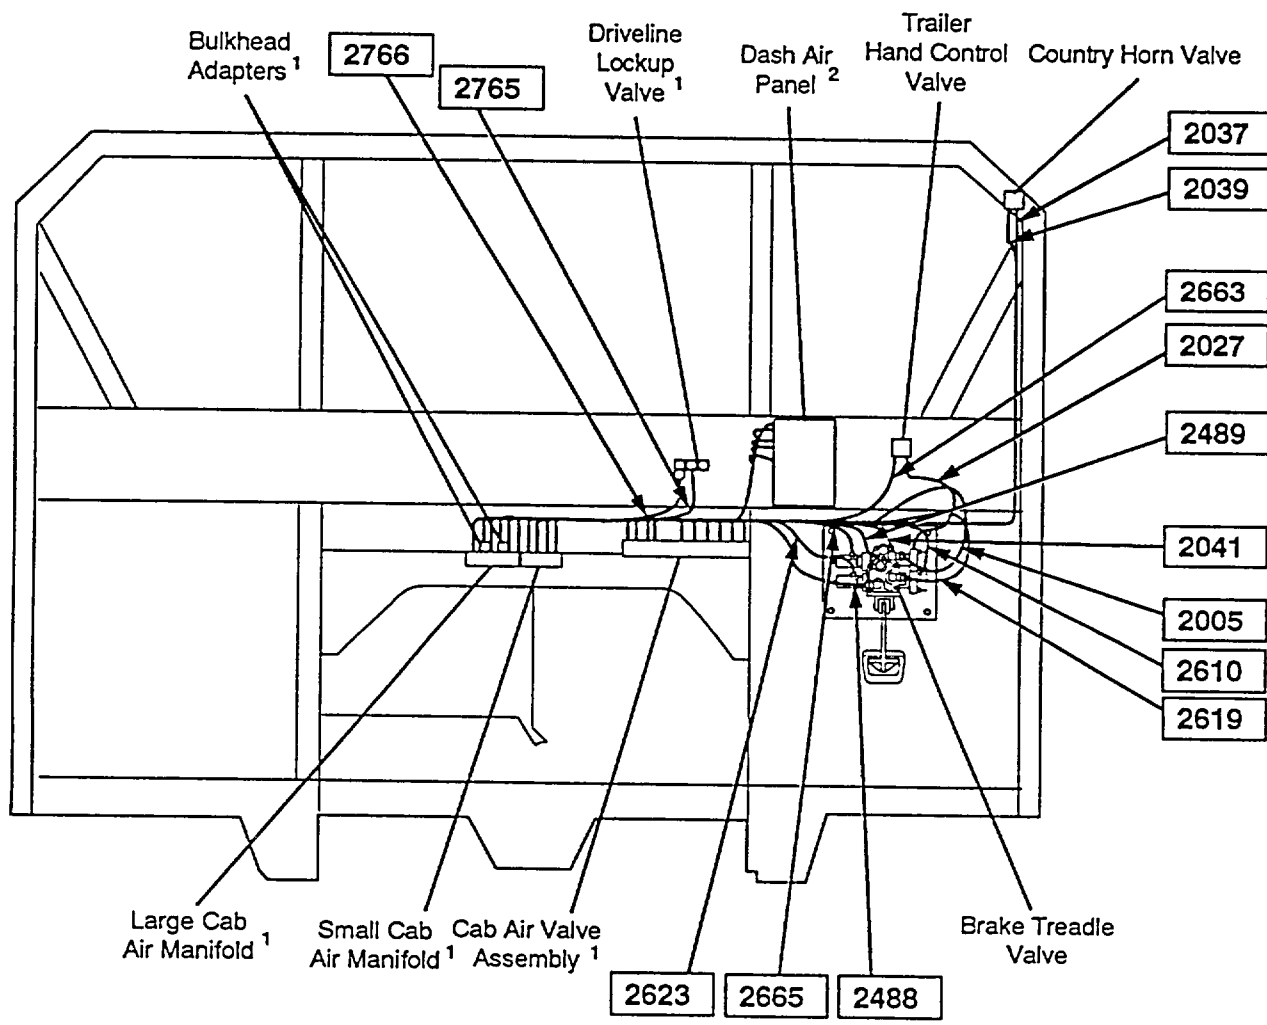 Bulkhead
Adapters 1
2766
2765
Driveline
Lockup
Valve 1
Dash Air
Panel 2
Trailer
Hand Control
Valve
Country Horn Valve
2037
2039
2663
2027
2489
2041
2005
2610
2619
Large Cab
Air Manifold 1
Small Cab
Air Manifold 1
Cab Air Valve
Assembly 1
2623
2665
2488
Brake Treadle
Valve